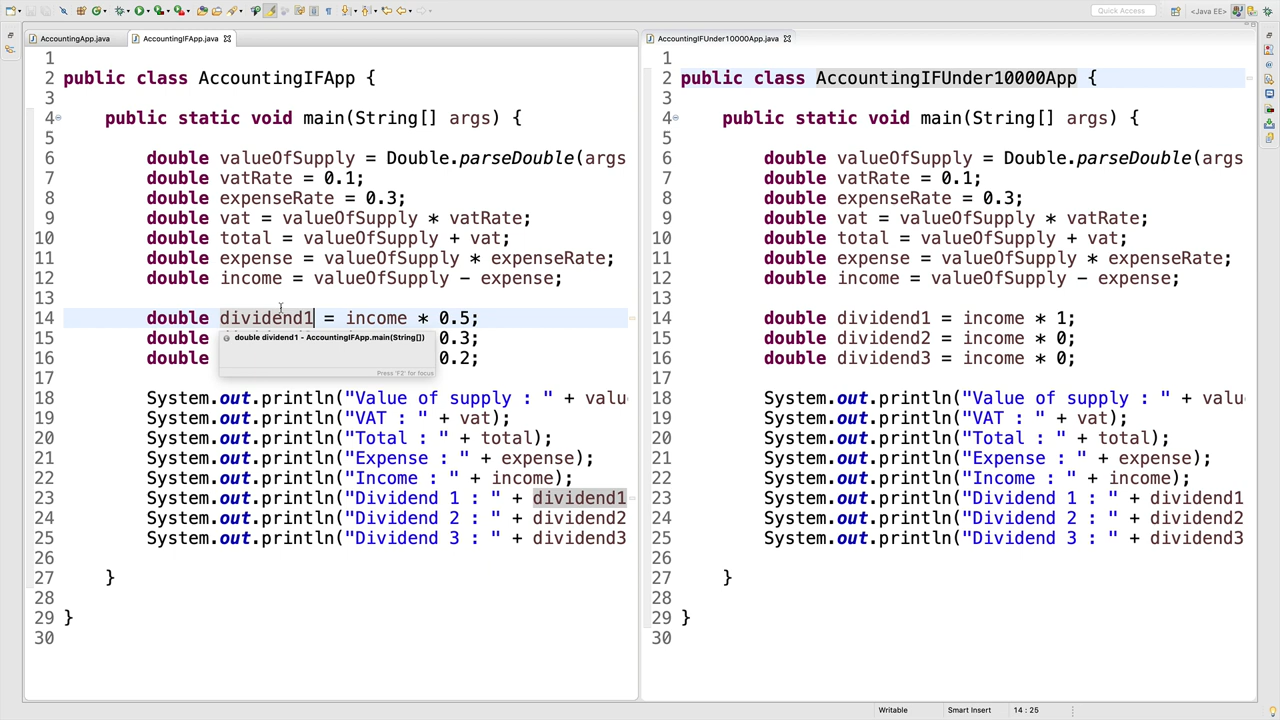 Quick Access
<Java EE>
AccountingApp.java
AccountingIFApp.java
1
2 public class AccountingIFApp {
3
4 public static void main(String[] args) {
5
6 double valueOfSupply = Double.parseDouble(args
7 double vatRate = 0.1;
8 double expenseRate = 0.3;
9 double vat = valueOfSupply * vatRate;
10 double total = valueOfSupply + vat;
11 double expense = valueOfSupply * expenseRate;
12 double income = valueOfSupply - expense;
13
14 double dividend1 = income * 0.5;
15 double 0.3;
16 double 0.2;
double dividend1 - AccountingIFApp.main(String[])
Press 'F2' for focus
17
18 System.out.println("Value of supply : " + valu
19 System.out.println("VAT : " + vat);
20 System.out.println("Total : " + total);
21 System.out.println("Expense : " + expense);
22 System.out.println("Income : " + income);
23 System.out.println("Dividend 1 : " + dividend1
24 System.out.println("Dividend 2 : " + dividend2
25 System.out.println("Dividend 3 : " + dividend3
26
27 }
28
29 }
30
AccountingIFUnder10000App.java
1
2 public class AccountingIFUnder10000App {
3
4 public static void main(String[] args) {
5
6 double valueOfSupply = Double.parseDouble(args
7 double vatRate = 0.1;
8 double expenseRate = 0.3;
9 double vat = valueOfSupply * vatRate;
10 double total = valueOfSupply + vat;
11 double expense = valueOfSupply * expenseRate;
12 double income = valueOfSupply - expense;
13
14 double dividend1 = income * 1;
15 double dividend2 = income * 0;
16 double dividend3 = income * 0;
17
18 System.out.println("Value of supply : " + valu
19 System.out.println("VAT : " + vat);
20 System.out.println("Total : " + total);
21 System.out.println("Expense : " + expense);
22 System.out.println("Income : " + income);
23 System.out.println("Dividend 1 : " + dividend1
24 System.out.println("Dividend 2 : " + dividend2
25 System.out.println("Dividend 3 : " + dividend3
26
27 }
28
29 }
30
Writable
Smart Insert
14 : 25